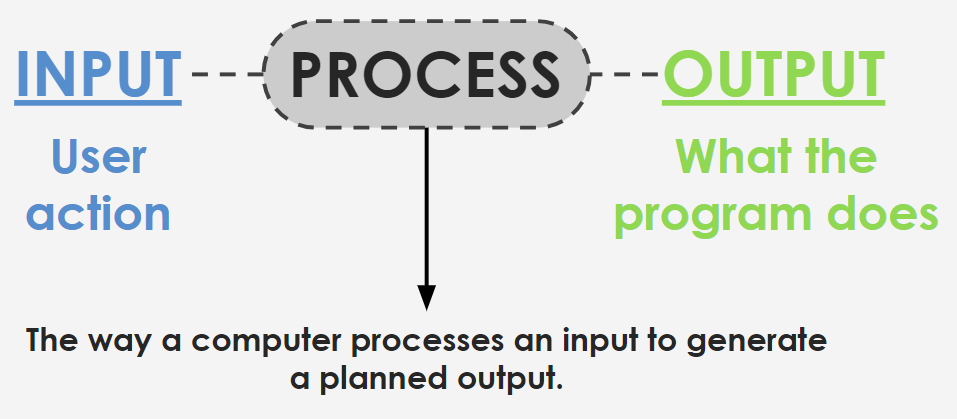 INPUT PROCESS OUTPUT
User action
What the program does
The way a computer processes an input to generate
a planned output.